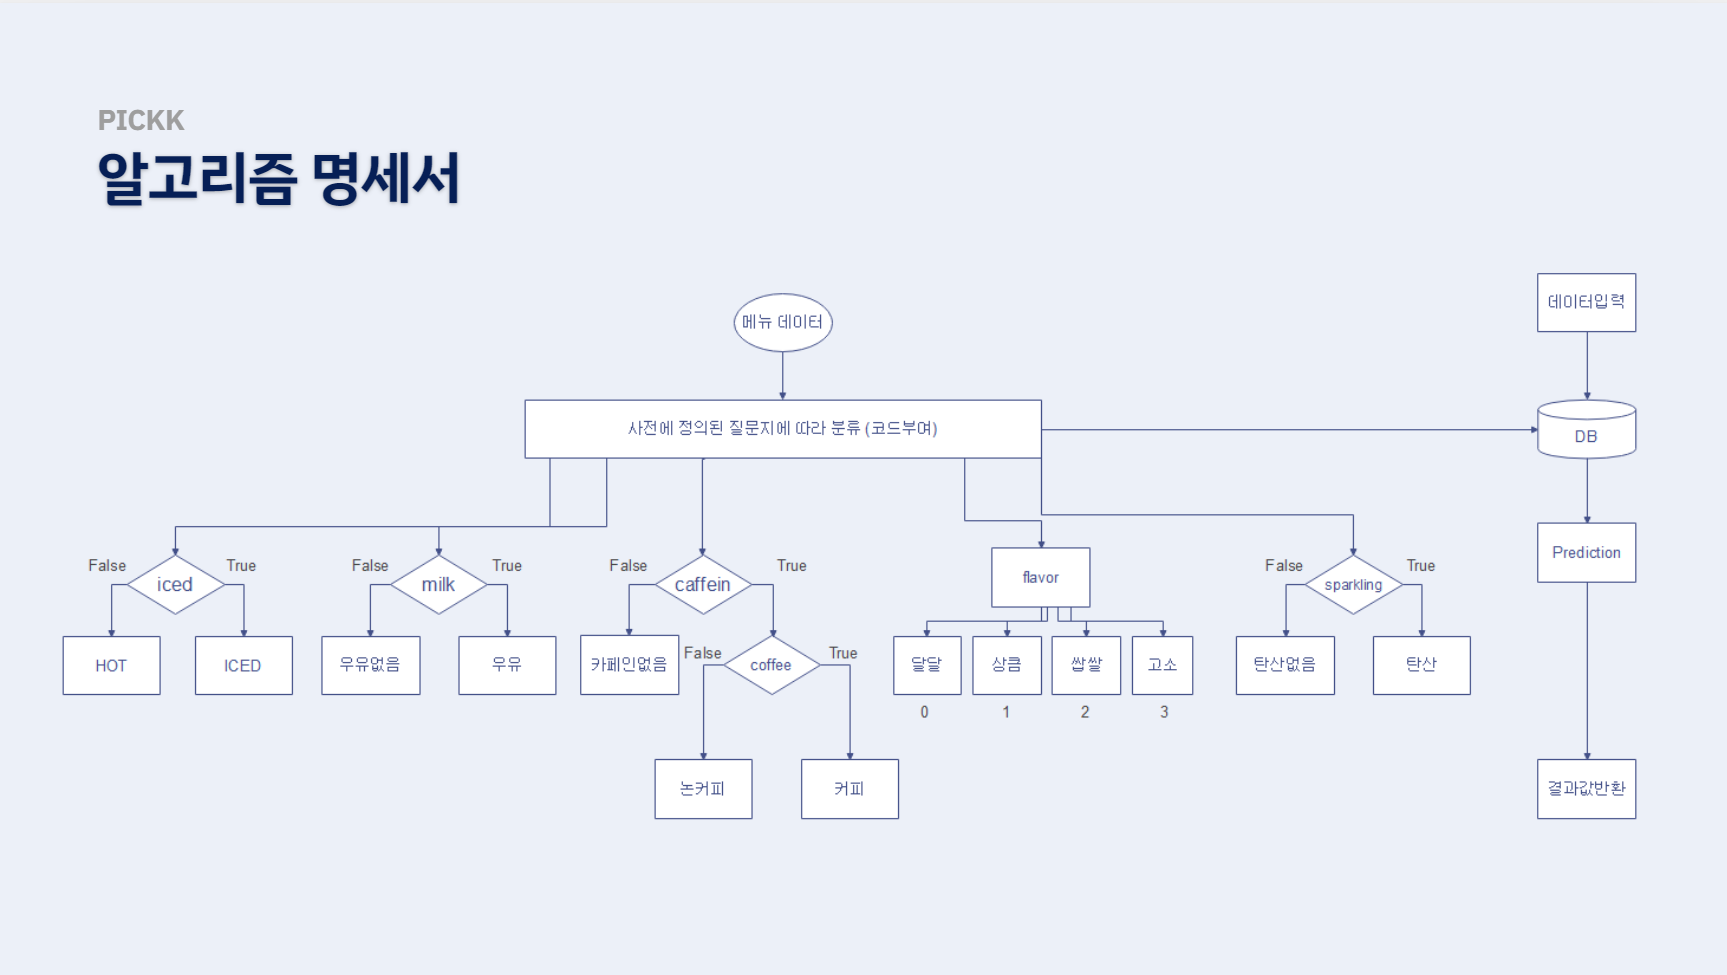 PICKK
알고리즘 명세서
데이터입력
메뉴 데이터
사전에 정의된 질문지에 따라 분류 (코드부여)
DB
Prediction
False
True
False
True
False
True
False
True
iced
milk
caffein
flavor
sparkling
HOT
ICED
우유없음
우유
카페인없음
False
coffee
True
달달
상큼
쌉쌀
고소
탄산없음
탄산
0
1
2
3
논커피
커피
결과값반환